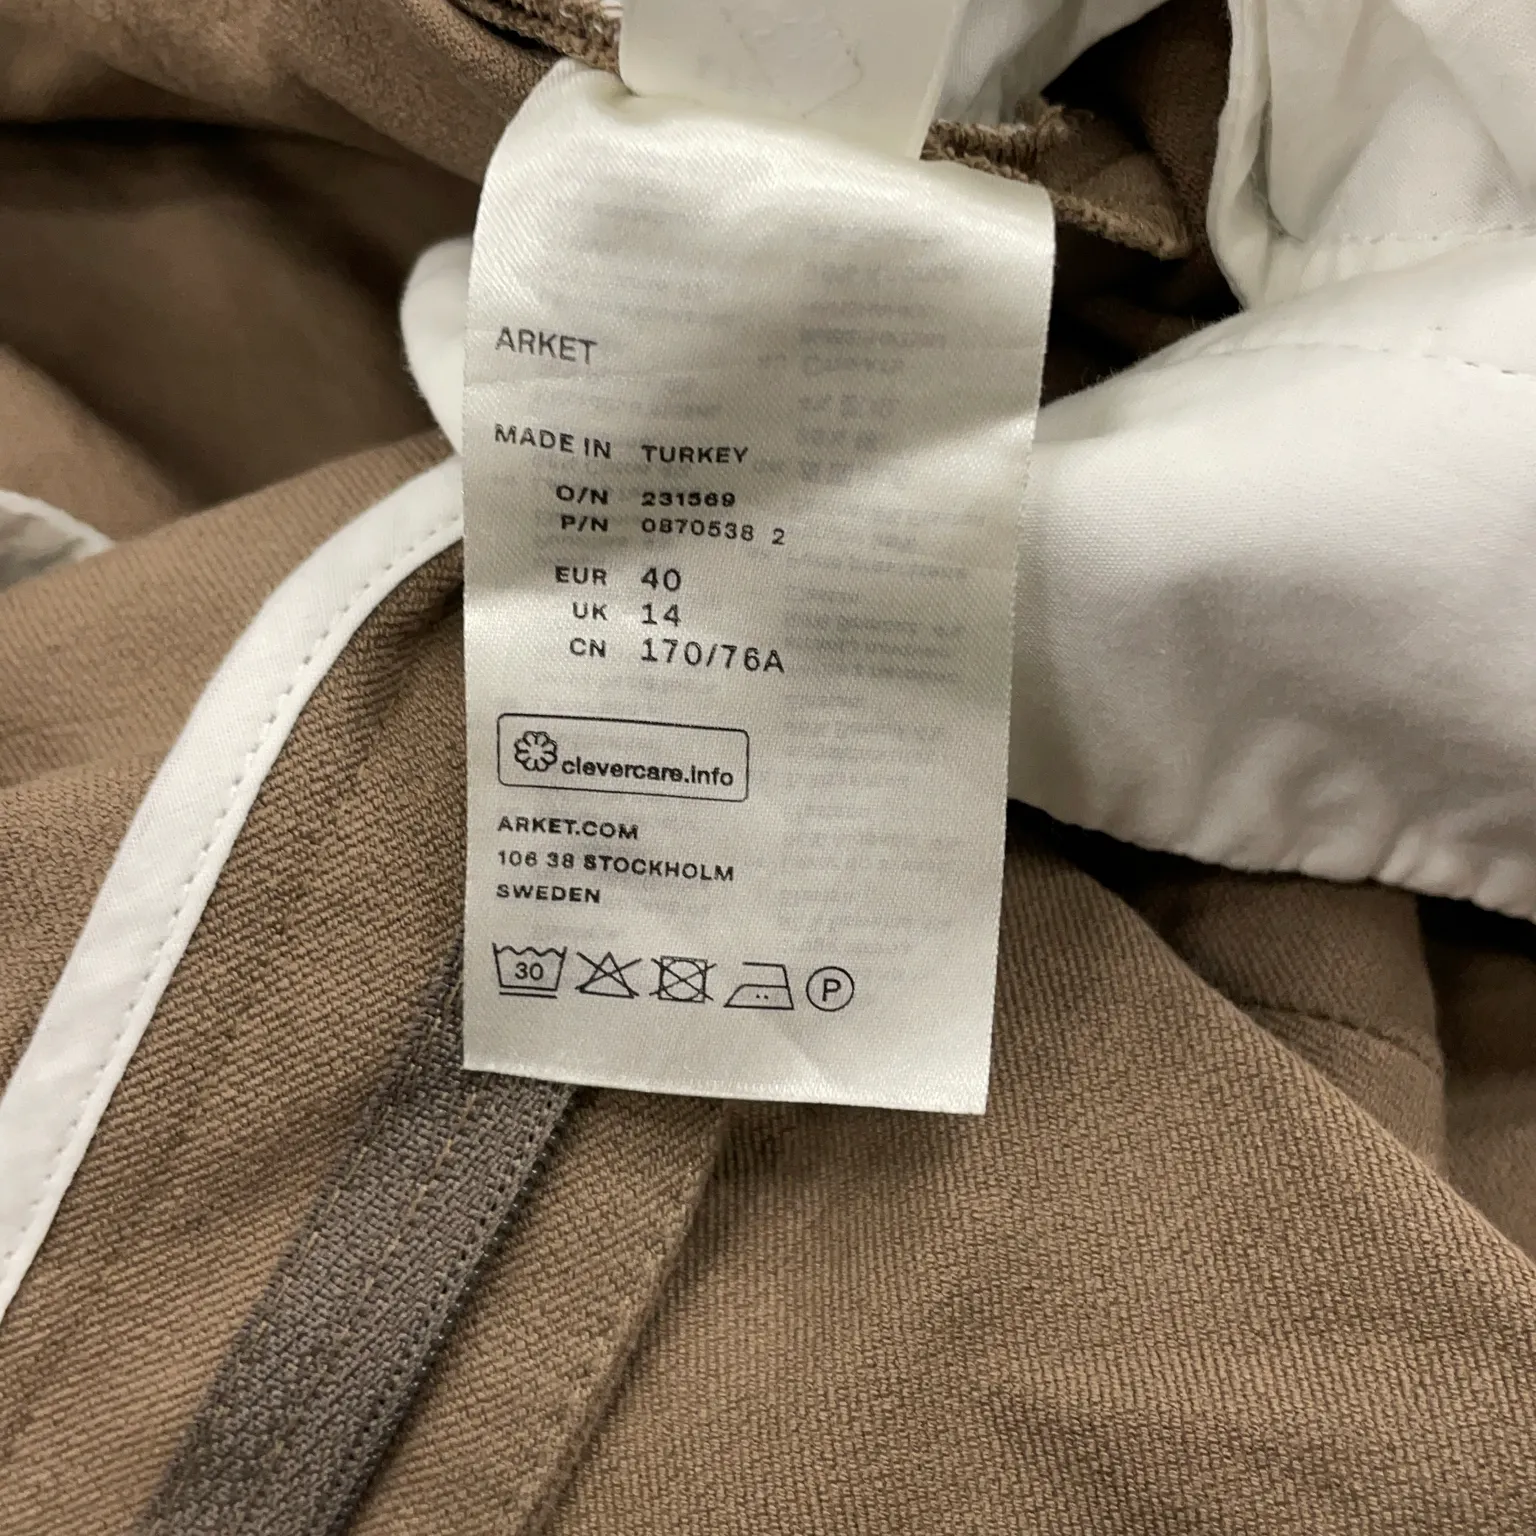 ARKET
MADE IN TURKEY
O/N 231569
P/N 0870538 2
EUR 40
UK 14
CN 170/76A
clevercare.info
ARKET.COM
106 38 STOCKHOLM
SWEDEN
30 P